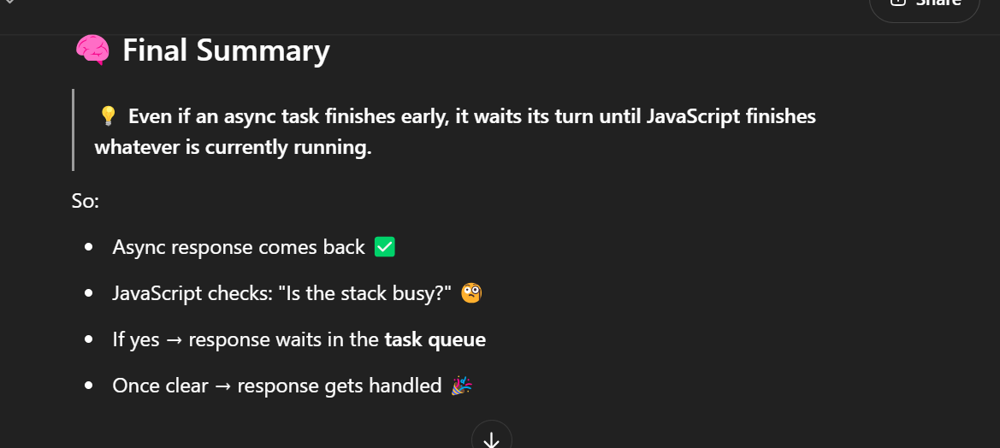 Share
🧠 Final Summary
💡 Even if an async task finishes early, it waits its turn until JavaScript finishes
whatever is currently running.
So:
• Async response comes back ✅
• JavaScript checks: "Is the stack busy?" 🧐
• If yes → response waits in the task queue
• Once clear → response gets handled 🎉